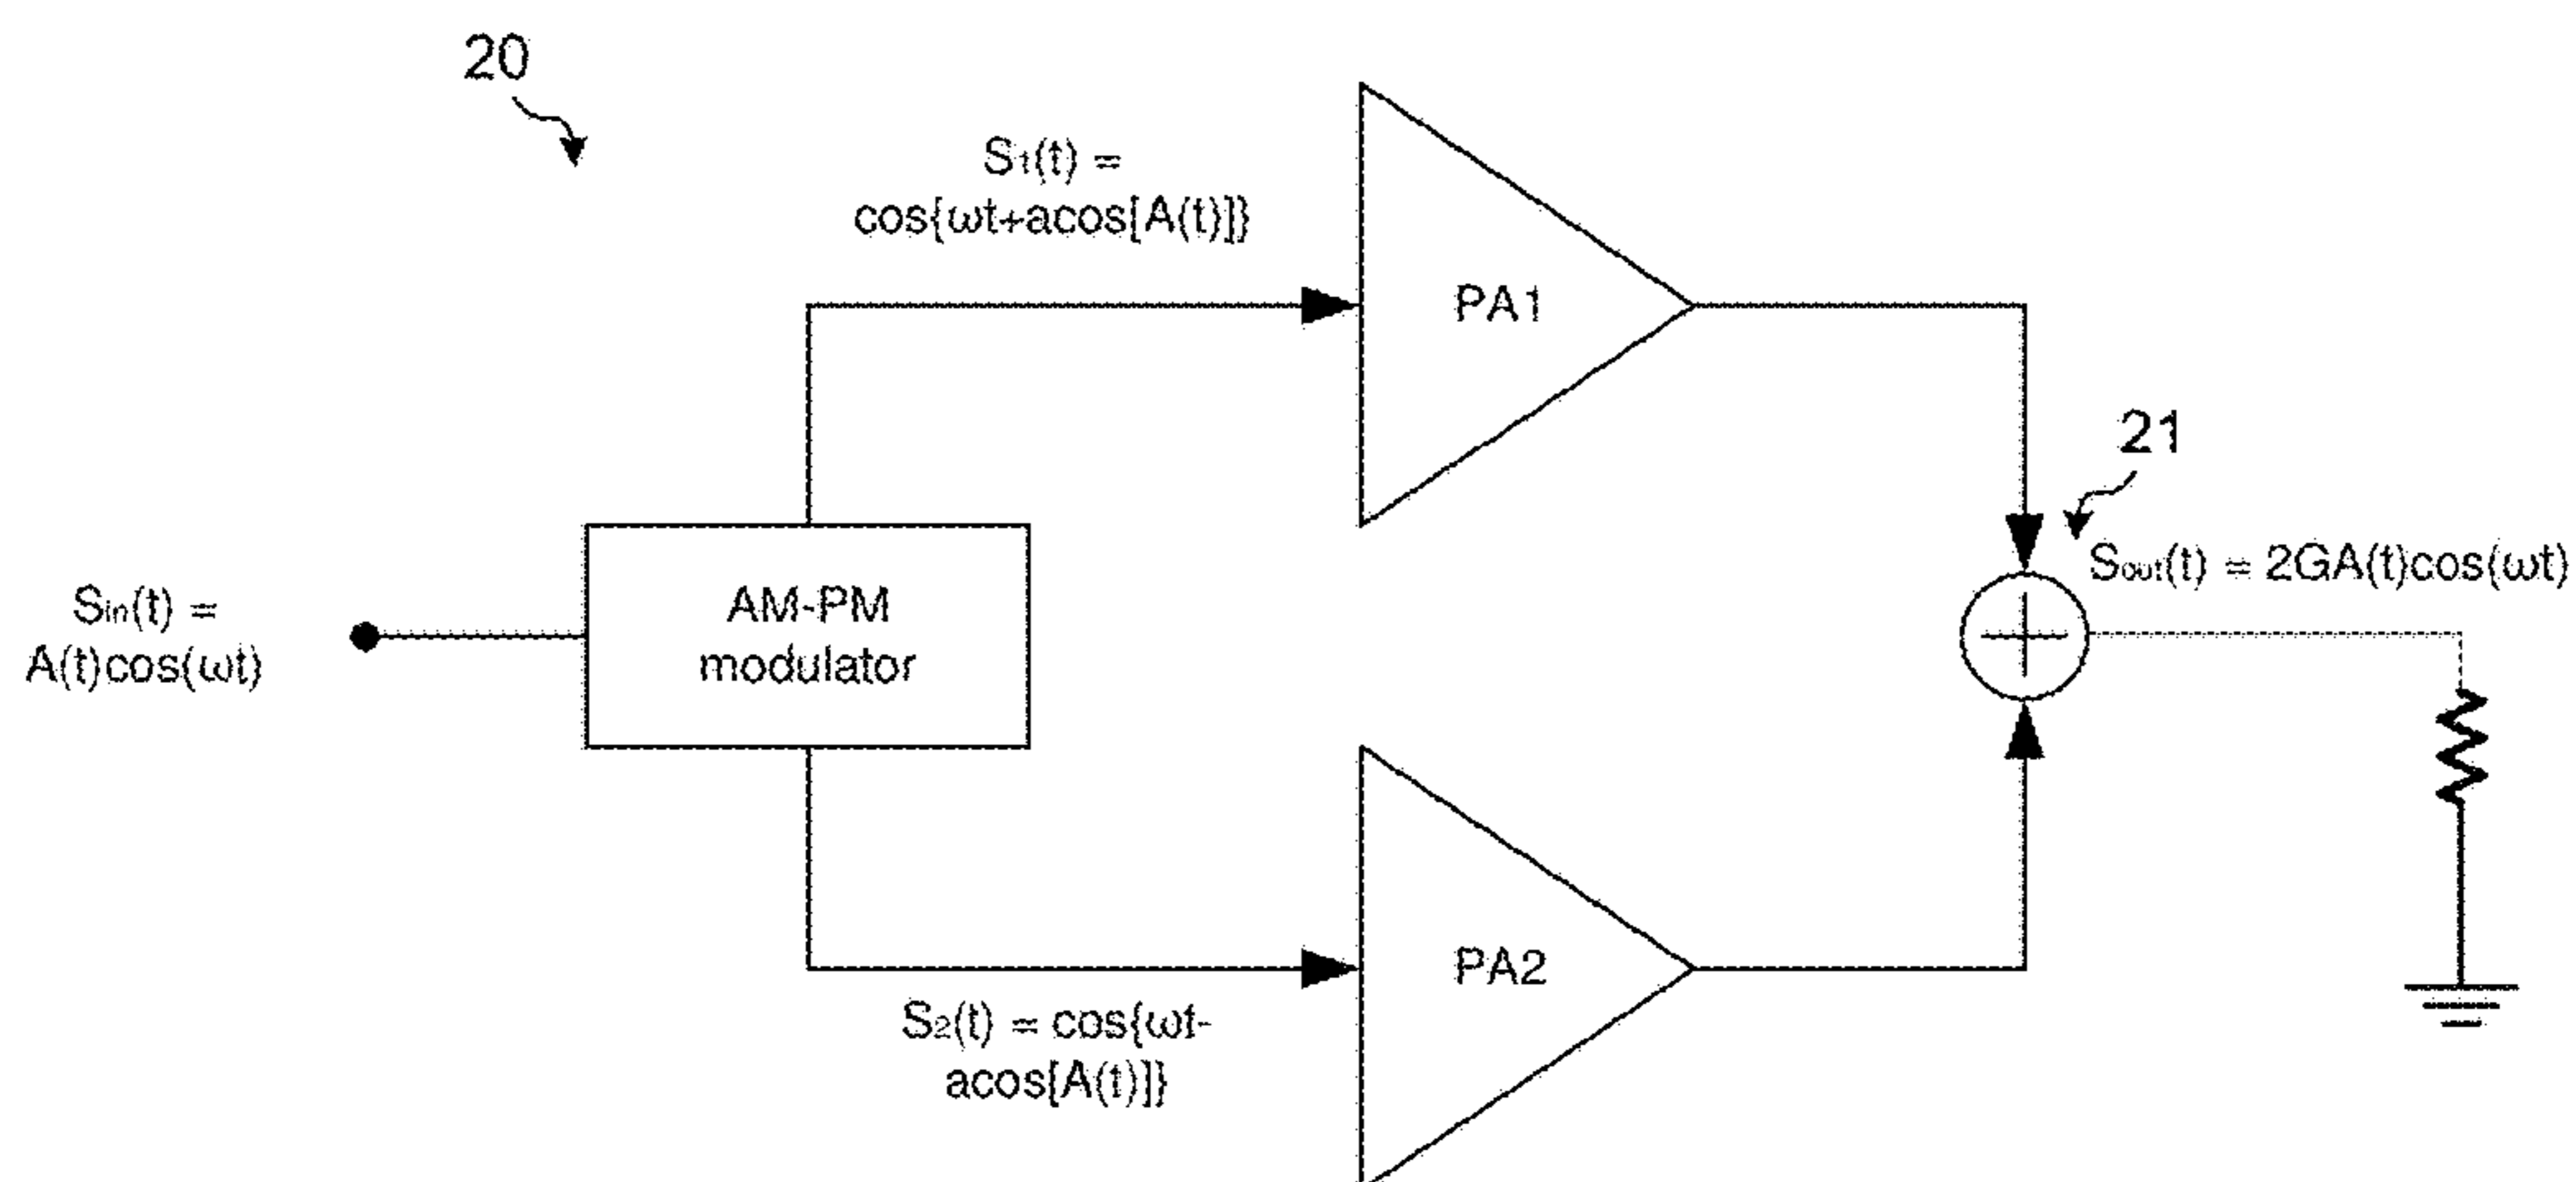 20
S1(t) =
cos{ωt+acos[A(t)]}
PA1
21
Sout(t) = 2GA(t)cos(ωt)
AM-PM
modulator
Sin(t) =
A(t)cos(ωt)
PA2
S2(t) = cos{ωt-
acos[A(t)]}